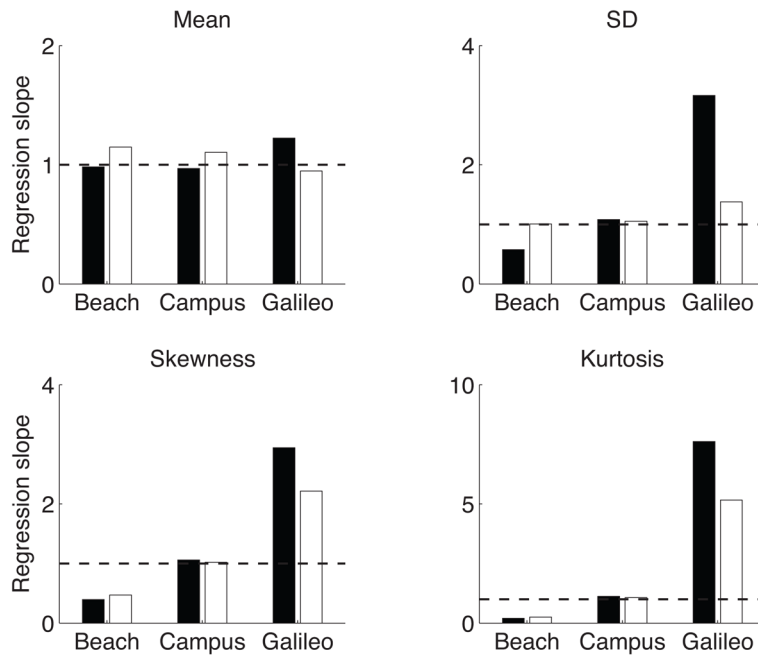 Mean
Regression slope
2
1
0
Beach Campus Galileo
SD
4
2
0
Beach Campus Galileo
Skewness
Regression slope
4
2
0
Beach Campus Galileo
Kurtosis
10
5
0
Beach Campus Galileo